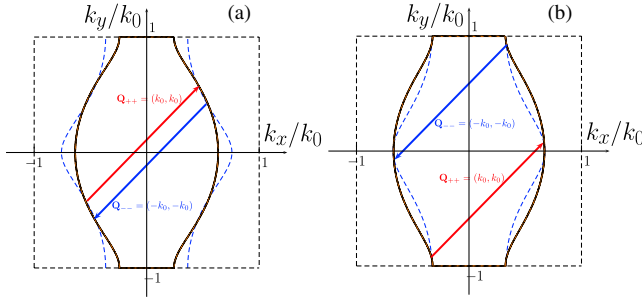 (a)
k_y/k_0
1
Q_{++} = (k_0, k_0)
k_x/k_0
-1
1
Q_{--} = (-k_0, -k_0)
-1
(b)
k_y/k_0
1
Q_{--} = (-k_0, -k_0)
k_x/k_0
-1
1
Q_{++} = (k_0, k_0)
-1